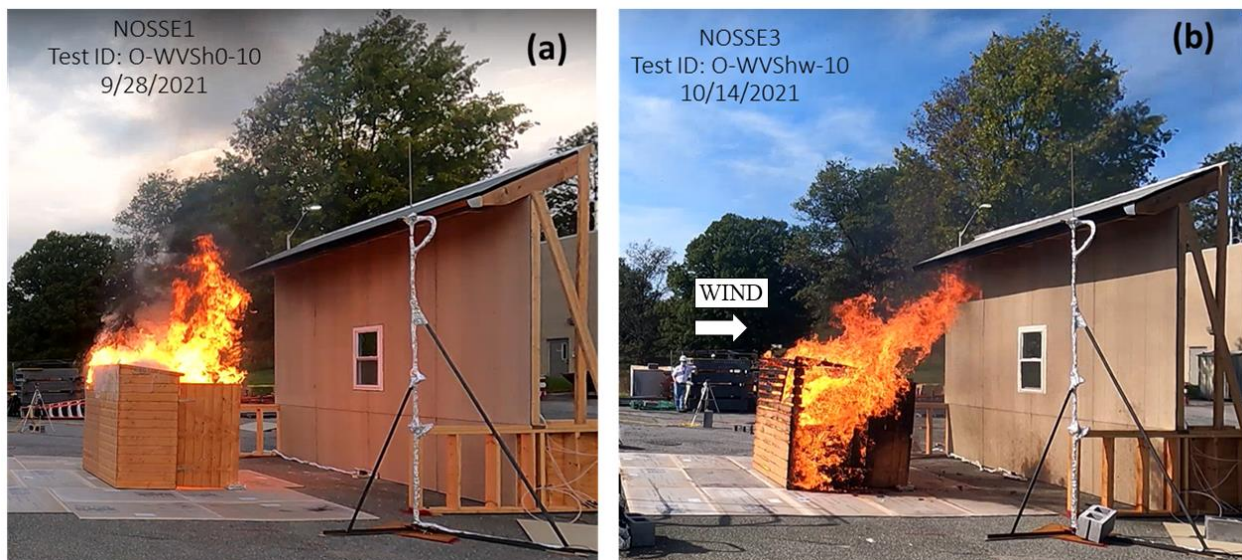 NOSSE1
Test ID: O-WVSh0-10
9/28/2021
(a)
NOSSE3
Test ID: O-WVShw-10
10/14/2021
(b)
WIND